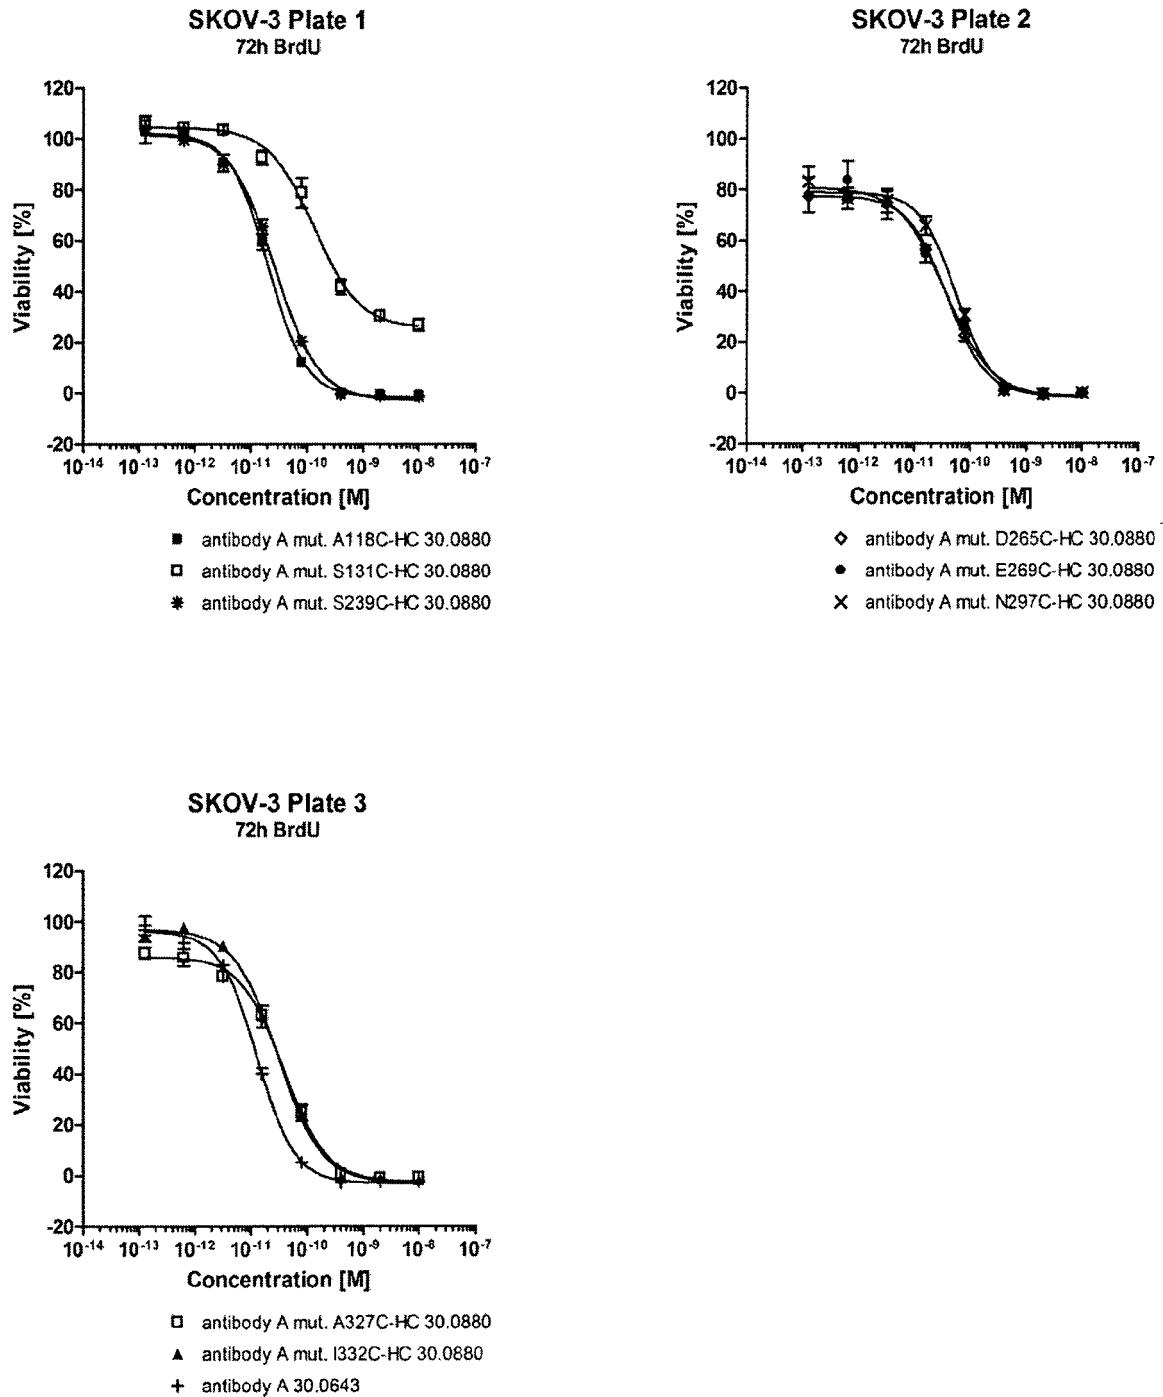 SKOV-3 Plate 1
72h BrdU
120
100
80
60
40
20
0
-20
Viability [%]
10-14 10-13 10-12 10-11 10-10 10-9 10-8 10-7
Concentration [M]
antibody A mut. A118C-HC 30.0880
antibody A mut. S131C-HC 30.0880
antibody A mut. S239C-HC 30.0880
SKOV-3 Plate 2
72h BrdU
120
100
80
60
40
20
0
-20
Viability [%]
10-14 10-13 10-12 10-11 10-10 10-9 10-8 10-7
Concentration [M]
antibody A mut. D265C-HC 30.0880
antibody A mut. E269C-HC 30.0880
antibody A mut. N297C-HC 30.0880
SKOV-3 Plate 3
72h BrdU
120
100
80
60
40
20
0
-20
Viability [%]
10-14 10-13 10-12 10-11 10-10 10-9 10-8 10-7
Concentration [M]
antibody A mut. A327C-HC 30.0880
antibody A mut. I332C-HC 30.0880
antibody A 30.0643